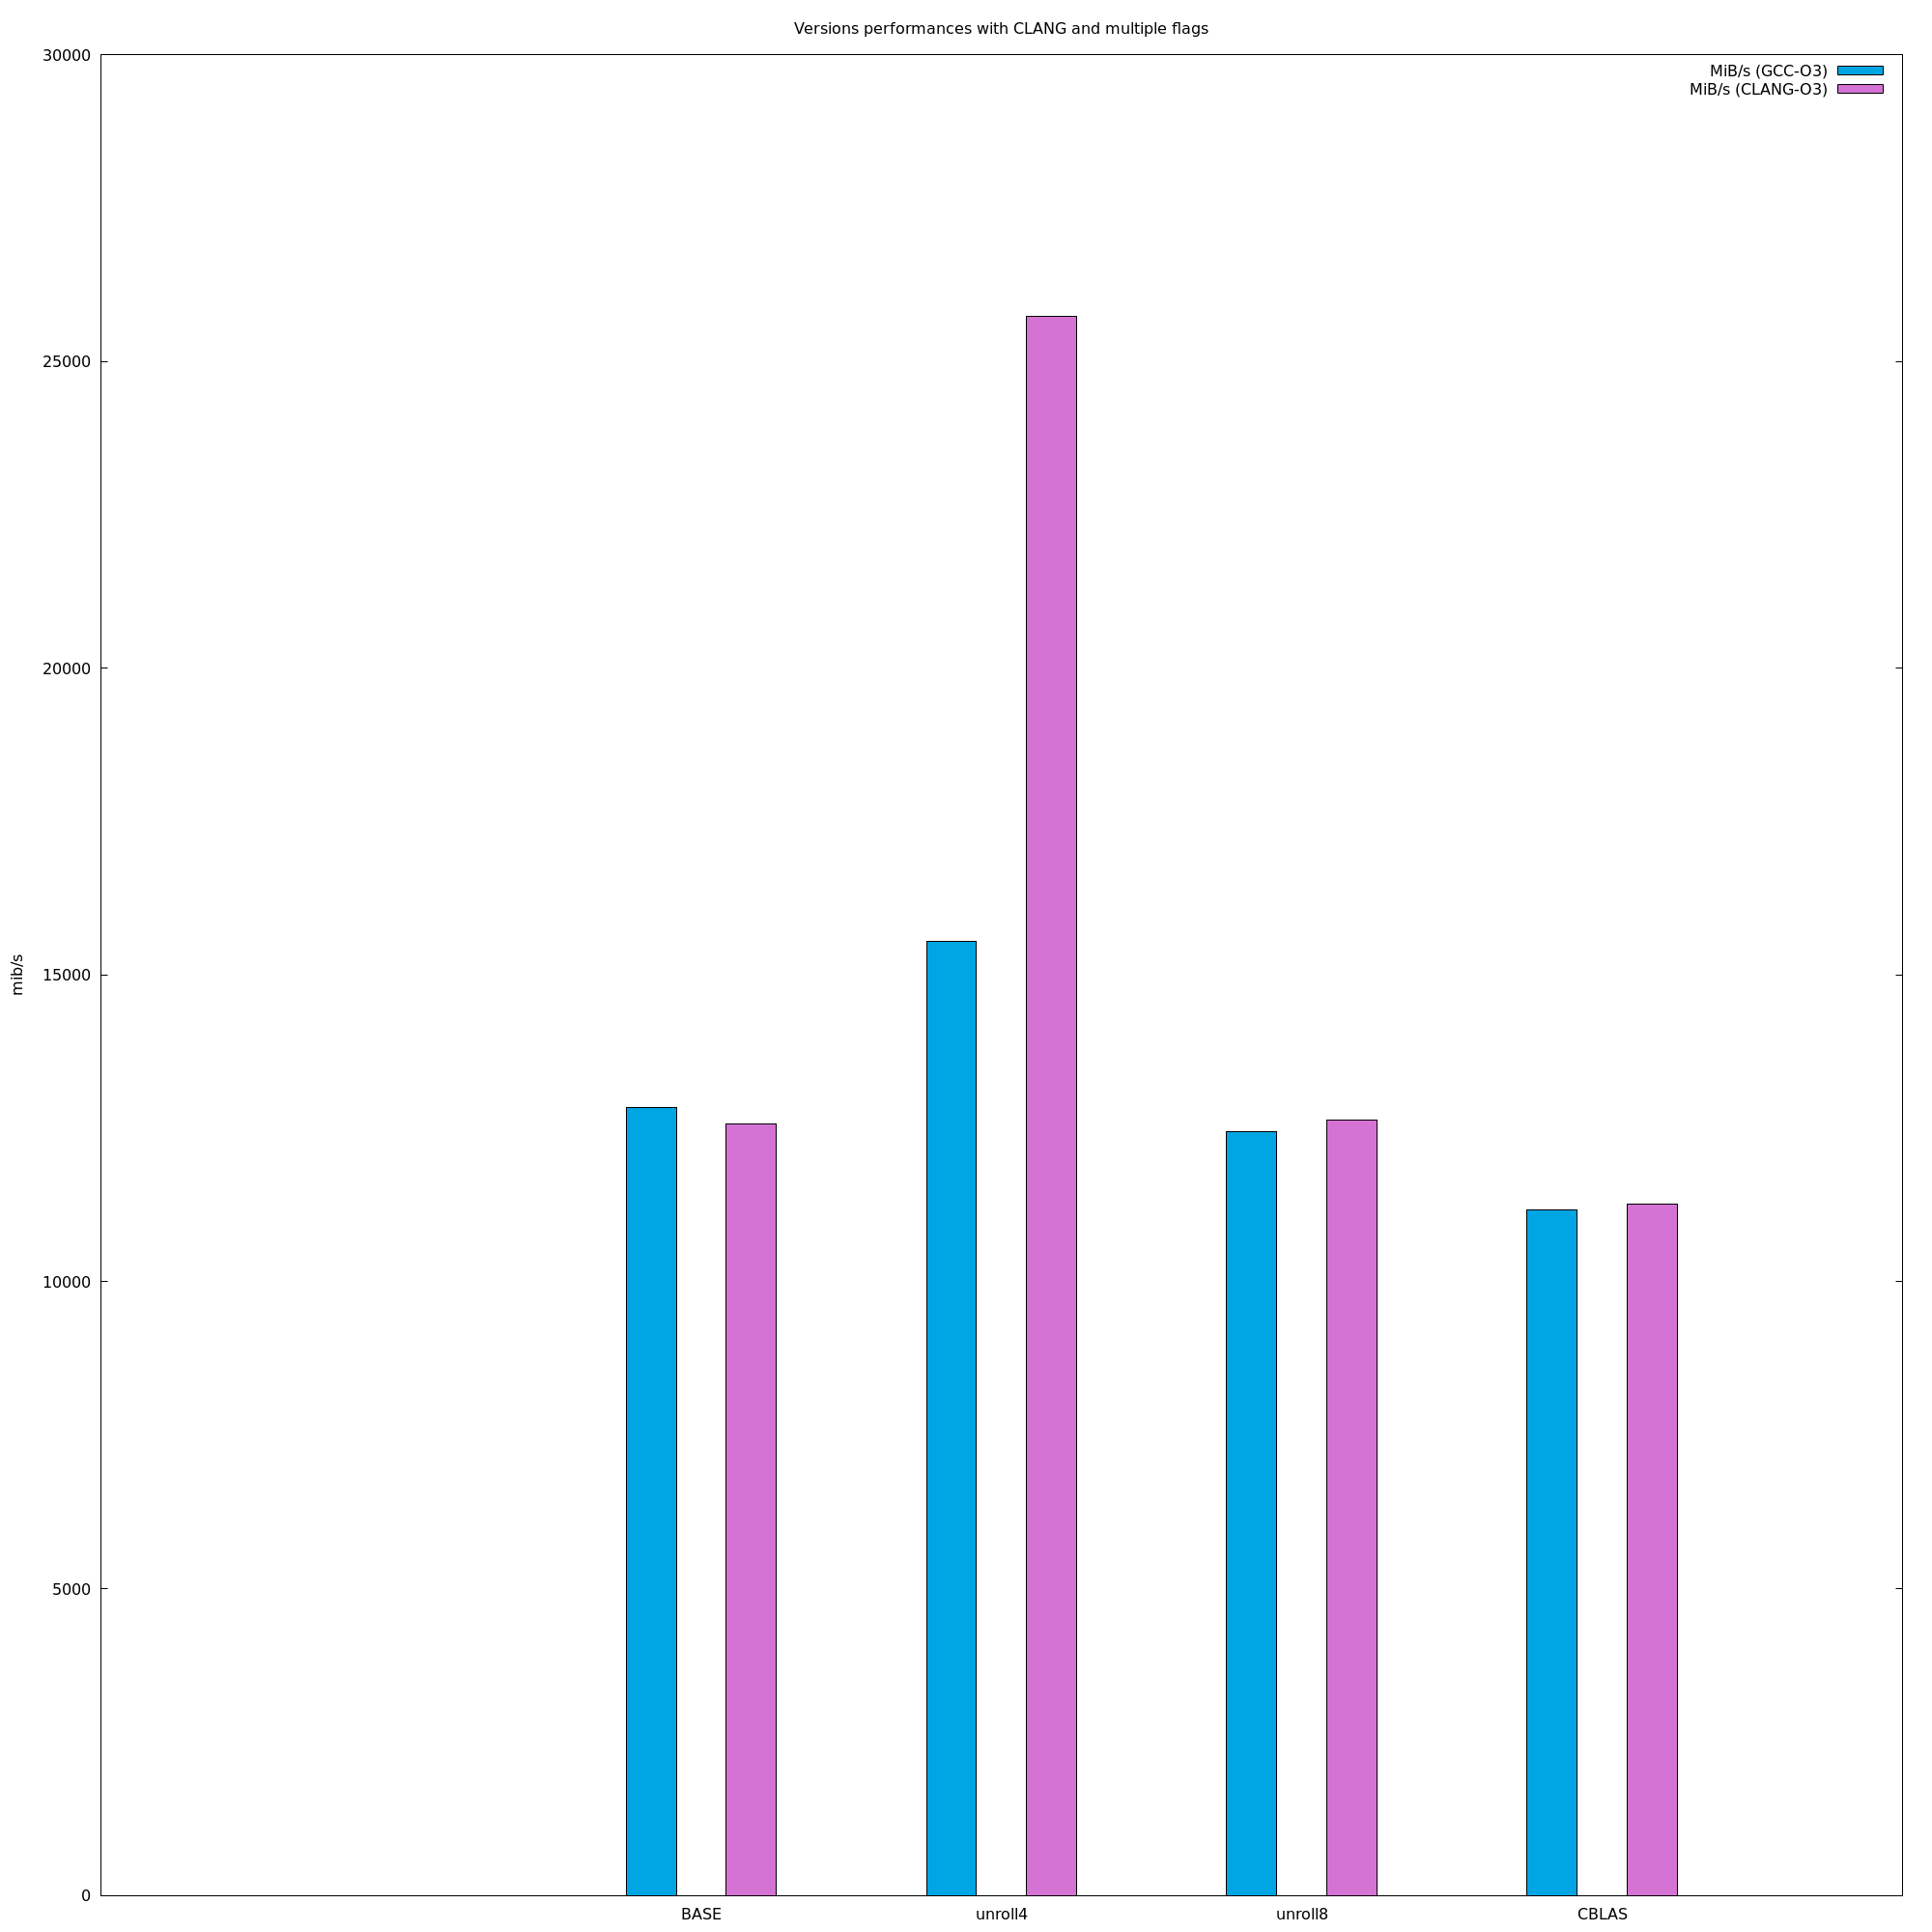 Versions performances with CLANG and multiple flags
MiB/s (GCC-O3)
MiB/s (CLANG-O3)
30000
25000
20000
15000
10000
5000
0
mib/s
BASE
unroll4
unroll8
CBLAS